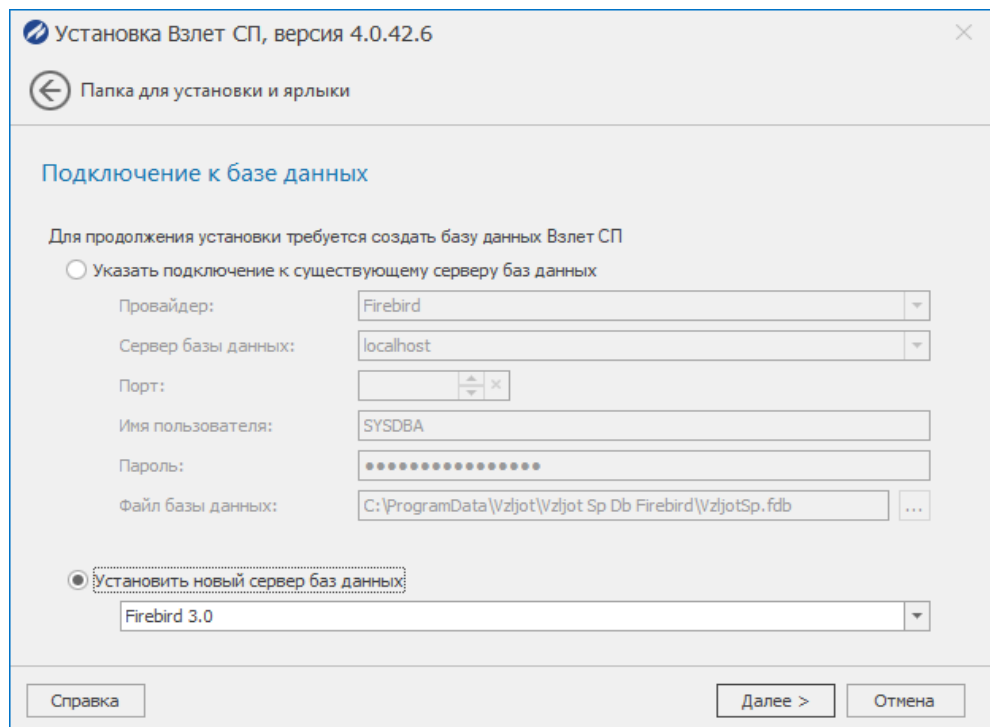 Установка Взлет СП, версия 4.0.42.6
Папка для установки и ярлыки
Подключение к базе данных
Для продолжения установки требуется создать базу данных Взлет СП
Указать подключение к существующему серверу баз данных
Провайдер: Firebird
Сервер базы данных: localhost
Порт:
Имя пользователя: SYSDBA
Пароль: ●●●●●●●●●●●●●●●●
Файл базы данных: C:\ProgramData\Vzljot\Vzljot Sp Db Firebird\VzljotSp.fdb ...
Установить новый сервер баз данных
Firebird 3.0
Справка Далее > Отмена